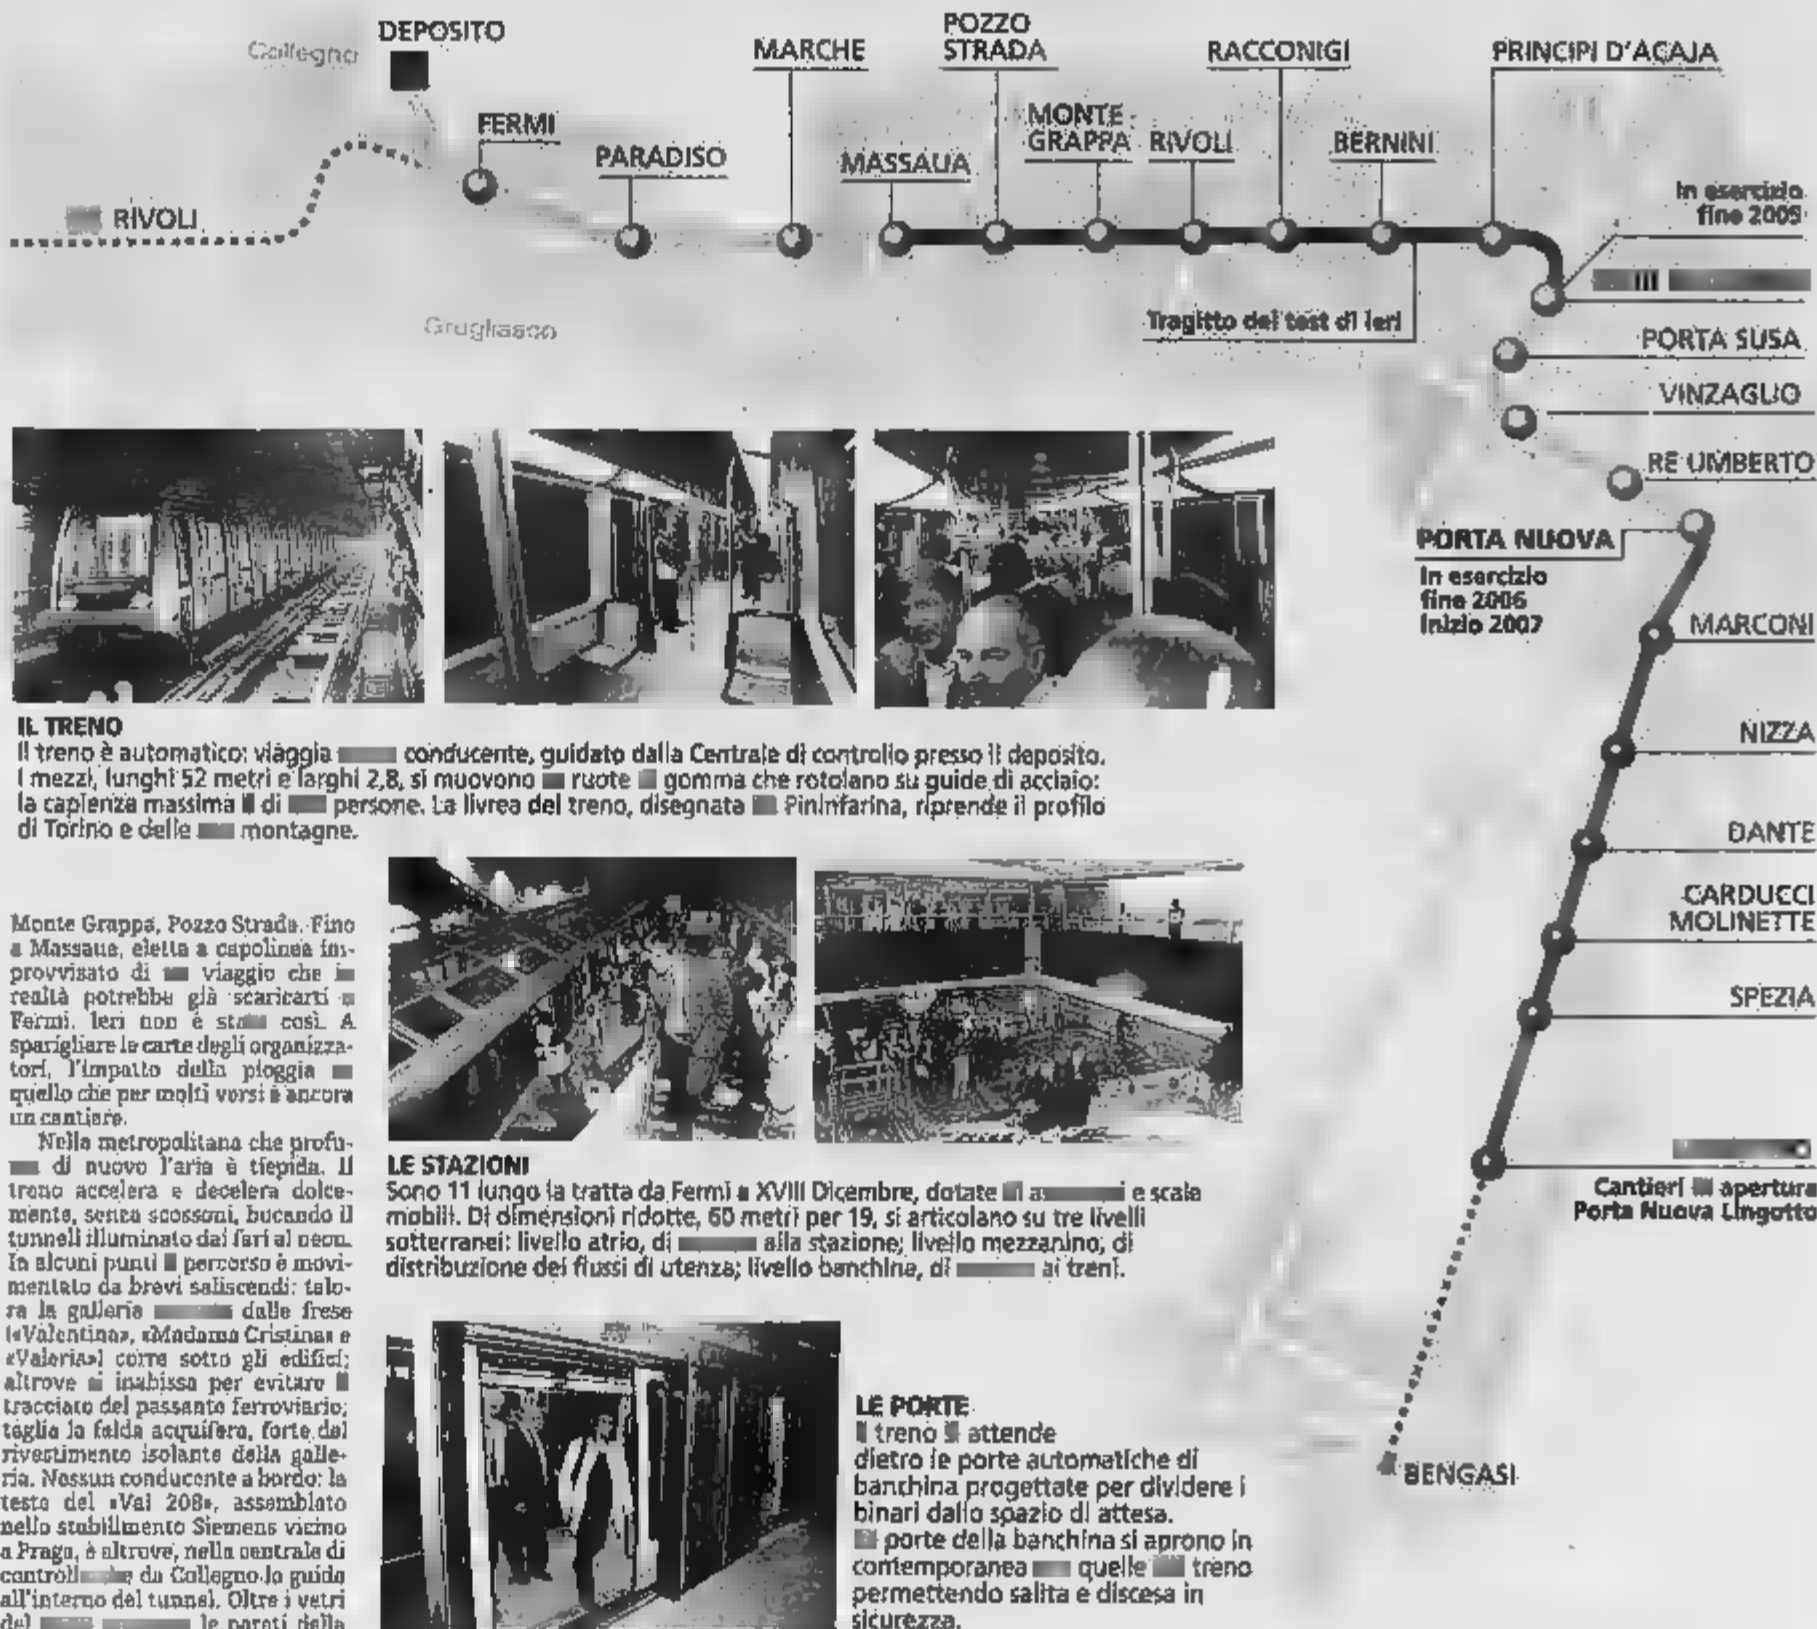 Collegno
DEPOSITO
FERMI
PARADISO
MARCHE
MASSAUA
POZZO
STRADA
MONTE
GRAPPA
RIVOLI
RACCONIGI
BERNINI
PRINCIPI D'ACAJA
RIVOLI
Grugliasco
In esercizio
fine 2005
Tragitto del test di ieri
PORTA SUSA
VINZAGLIO
RE UMBERTO
PORTA NUOVA
In esercizio
fine 2006
inizio 2007
MARCONI
NIZZA
DANTE
CARDUCCI
MOLINETTE
SPEZIA
Cantieri apertura
Porta Nuova Lingotto
BENGASI
IL TRENO
Il treno è automatico: viaggia conducente, guidato dalla Centrale di controllo presso il deposito.
I mezzi, lunghi 52 metri e larghi 2,8, si muovono ruote gomma che rotolano su guide di acciaio:
la capienza massima di persone. La livrea del treno, disegnata Pininfarina, riprende il profilo
di Torino e delle montagne.
Monte Grappa, Pozzo Strada. Fino
a Massaua, eletta a capolinea im-
provvisato di viaggio che
realtà potrebbe già scaricarti
Fermi. Ieri non è così. A
sparigliare le carte degli organizza-
tori, l'impatto della pioggia
quello che per molti versi è ancora
un cantiere.
Nella metropolitana che profu-
di nuovo l'aria è tiepida. Il
treno accelera e decelera dolce-
mente, senza scossoni, bucando il
tunnell illuminato dai fari al neon.
In alcuni punti percorso è movi-
mentato da brevi saliscendi: talo-
ra la galleria dalle frese
(«Valentina», «Madama Cristina» e
«Valeria») corre sotto gli edifici;
altrove si inabissa per evitare
tracciato del passante ferroviario;
taglia la falda acquifera, forte del
rivestimento isolante della galle-
ria. Nessun conducente a bordo: la
testa del «Val 208», assemblato
nello stabilimento Siemens vicino
a Praga, è altrove, nella centrale di
da Collegno lo guida
all'interno del tunnel. Oltre i vetri
del le pareti della
LE STAZIONI
Sono 11 lungo la tratta da Fermi a XVIII Dicembre, dotate e scale
mobili. Di dimensioni ridotte, 60 metri per 19, si articolano su tre livelli
sotterranei: livello atrio, di alla stazione; livello mezzanino, di
distribuzione dei flussi di utenza; livello banchine, di ai treni.
LE PORTE
treno attende
dietro le porte automatiche di
banchina progettate per dividere i
binari dallo spazio di attesa.
porte della banchina si aprono in
contemporanea quelle treno
permettendo salita e discesa in
sicurezza.